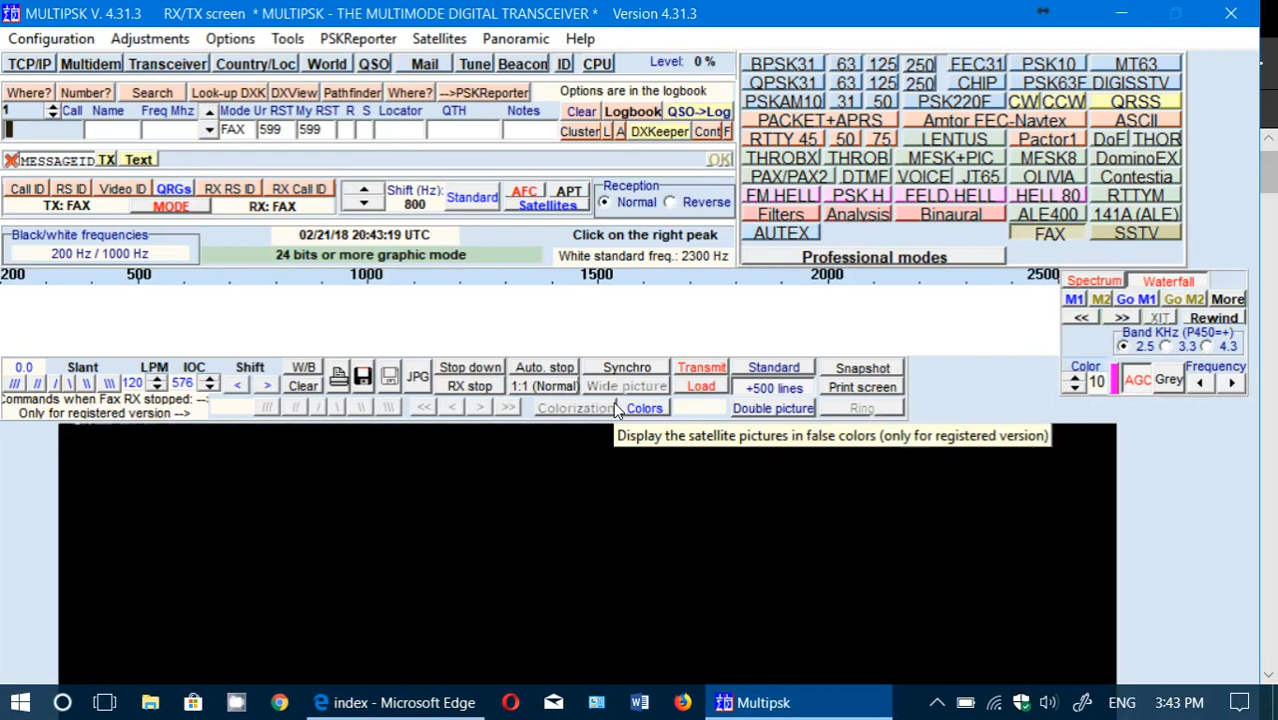 MULTIPSK V. 4.31.3 RX/TX screen * MULTIPSK - THE MULTIMODE DIGITAL TRANSCEIVER * Version 4.31.3
Configuration Adjustments Options Tools PSKReporter Satellites Panoramic Help
TCP/IP Multidem Transceiver Country/Loc World QSO Mail Tune Beacon ID CPU Level: 0 %
Where? Number? Search Look-up DXK DXView Pathfinder Where? -->PSKReporter Options are in the logbook
1 Call Name Freq Mhz Mode Ur RST My RST R S Locator QTH Notes Clear Logbook QSO->Log
FAX 599 599 Cluster L A DXKeeper Cont F
MESSAGEID TX Text OK
Call ID RS ID Video ID QRGs RX RS ID RX Call ID
TX: FAX MODE RX: FAX
Shift (Hz):
800
Standard
AFC APT
Satellites
Reception
Normal Reverse
Black/white frequencies
200 Hz / 1000 Hz
02/21/18 20:43:19 UTC
24 bits or more graphic mode
Click on the right peak
White standard freq.: 2300 Hz
BPSK31 63 125 250 FEC31 PSK10 MT63
QPSK31 63 125 250 CHIP PSK63F DIGISSTV
PSKAM10 31 50 PSK220F CW CCW QRSS
PACKET+APRS Amtor FEC-Navtex ASCII
RTTY 45 50 75 LENTUS Pactor1 DoF THOR
THROBX THROB MFSK+PIC MFSK8 DominoEX
PAX/PAX2 DTMF VOICE JT65 OLIVIA Contestia
FM HELL PSK H FELD HELL HELL 80 RTTYM
Filters Analysis Binaural ALE400 141A (ALE)
AUTEX FAX SSTV
Professional modes
200 500 1000 1500 2000 2500
Spectrum Waterfall
M1 M2 Go M1 Go M2 More
<< >> XIT Rewind
Band KHz (P450=+)
2.5 3.3 4.3
Color Frequency
10 AGC Grey
0.0 Slant LPM IOC Shift W/B JPG Stop down Auto. stop Synchro Transmit Standard Snapshot
/// // / \ \\ \\\ 120 576 < > Clear RX stop 1:1 (Normal) Wide picture Load +500 lines Print screen
Commands when Fax RX stopped: -->
Only for registered version --> /// // / \ \\ \\\ << < > >> Colorization Colors Double picture Ring
Display the satellite pictures in false colors (only for registered version)
index - Microsoft Edge Multipsk ENG 3:43 PM